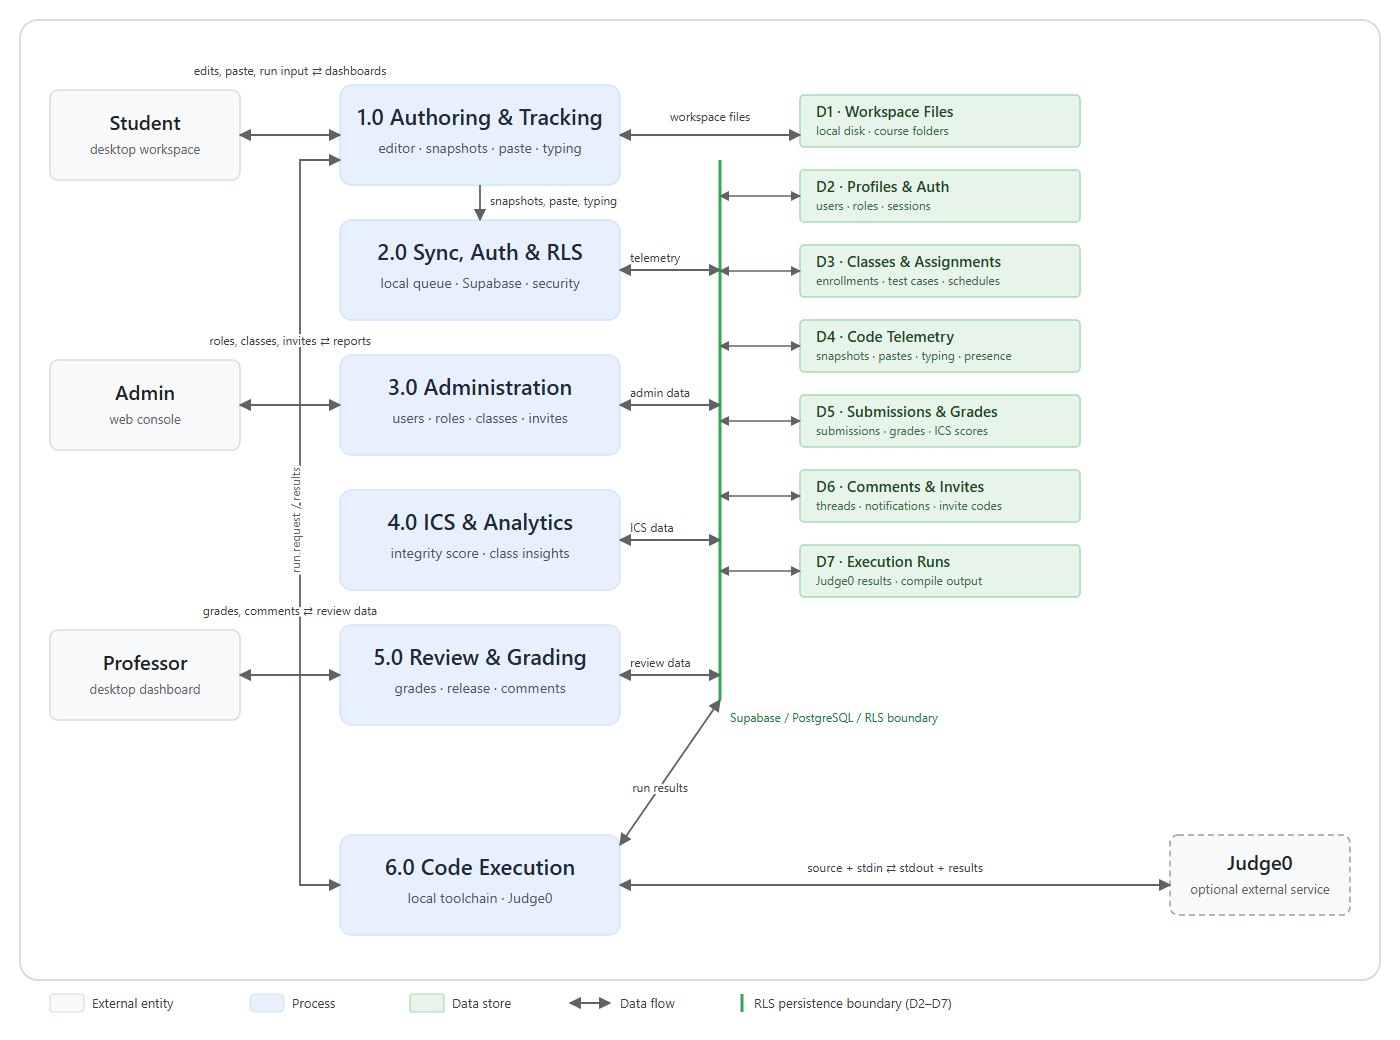 edits, paste, run input ⇄ dashboards
Student
desktop workspace
1.0 Authoring & Tracking
editor · snapshots · paste · typing
workspace files
D1 · Workspace Files
local disk · course folders
snapshots, paste, typing
D2 · Profiles & Auth
users · roles · sessions
2.0 Sync, Auth & RLS
local queue · Supabase · security
telemetry
D3 · Classes & Assignments
enrollments · test cases · schedules
roles, classes, invites ⇄ reports
D4 · Code Telemetry
snapshots · pastes · typing · presence
Admin
web console
3.0 Administration
users · roles · classes · invites
admin data
D5 · Submissions & Grades
submissions · grades · ICS scores
run request / results
4.0 ICS & Analytics
integrity score · class insights
ICS data
D6 · Comments & Invites
threads · notifications · invite codes
D7 · Execution Runs
Judge0 results · compile output
grades, comments ⇄ review data
Professor
desktop dashboard
5.0 Review & Grading
grades · release · comments
review data
Supabase / PostgreSQL / RLS boundary
run results
6.0 Code Execution
local toolchain · Judge0
source + stdin ⇄ stdout + results
Judge0
optional external service
External entity
Process
Data store
Data flow
RLS persistence boundary (D2–D7)